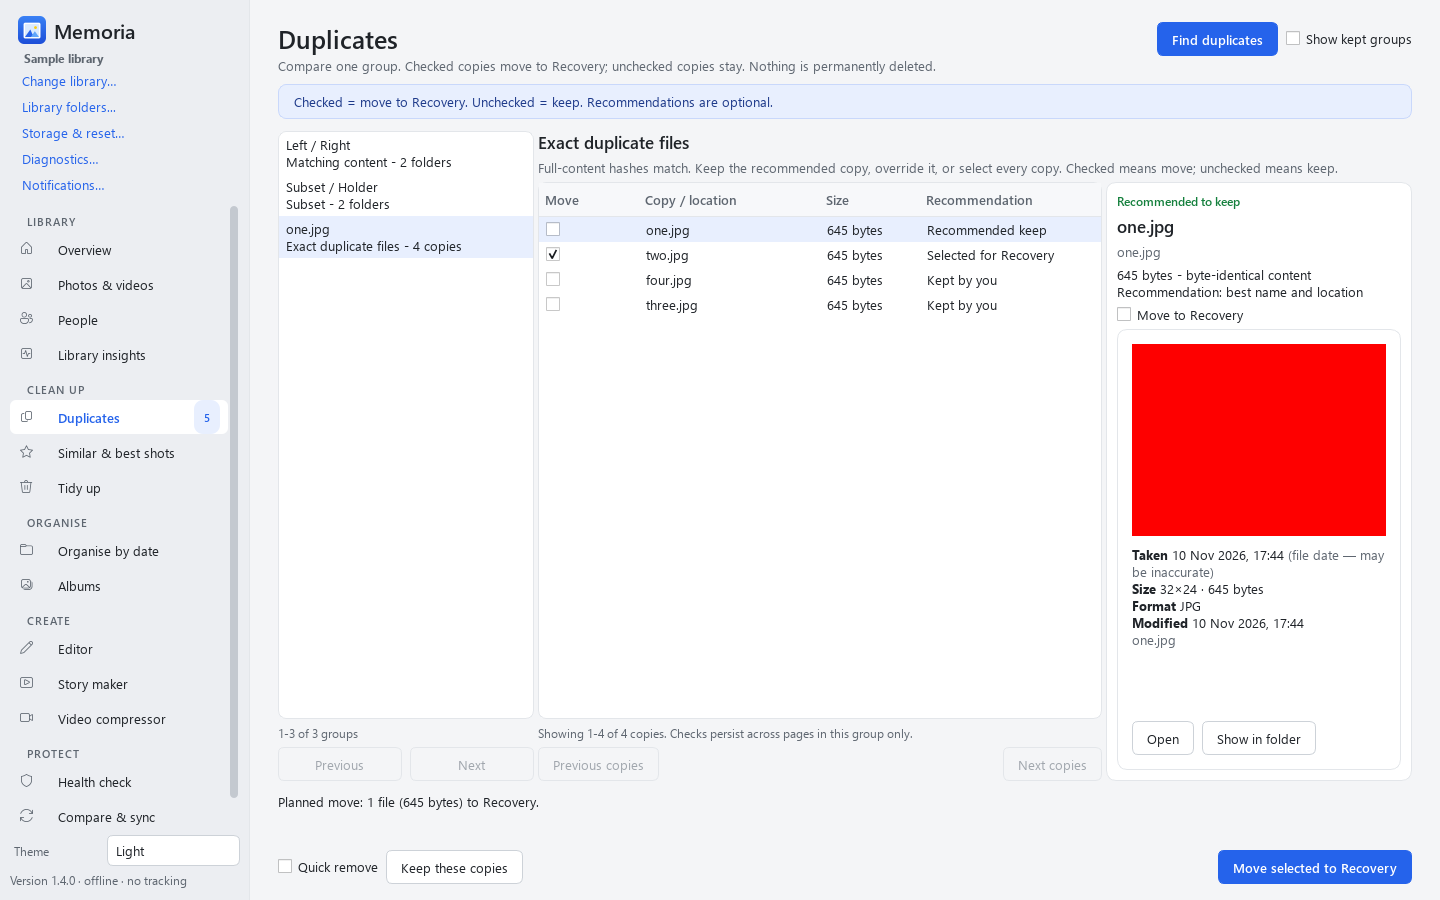 Memoria
Sample library
Change library...
Library folders...
Storage & reset...
Diagnostics...
Notifications...
LIBRARY
Overview
Photos & videos
People
Library insights
CLEAN UP
Duplicates 5
Similar & best shots
Tidy up
ORGANISE
Organise by date
Albums
CREATE
Editor
Story maker
Video compressor
PROTECT
Health check
Compare & sync
Theme Light
Version 1.4.0 · offline · no tracking
Duplicates
Find duplicates Show kept groups
Compare one group. Checked copies move to Recovery; unchecked copies stay. Nothing is permanently deleted.
Checked = move to Recovery. Unchecked = keep. Recommendations are optional.
Left / Right
Matching content - 2 folders
Subset / Holder
Subset - 2 folders
one.jpg
Exact duplicate files - 4 copies
1-3 of 3 groups
Previous Next
Exact duplicate files
Full-content hashes match. Keep the recommended copy, override it, or select every copy. Checked means move; unchecked means keep.
Move Copy / location Size Recommendation
one.jpg 645 bytes Recommended keep
two.jpg 645 bytes Selected for Recovery
four.jpg 645 bytes Kept by you
three.jpg 645 bytes Kept by you
Showing 1-4 of 4 copies. Checks persist across pages in this group only.
Previous copies Next copies
Recommended to keep
one.jpg
one.jpg
645 bytes - byte-identical content
Recommendation: best name and location
Move to Recovery
Taken 10 Nov 2026, 17:44 (file date — may
be inaccurate)
Size 32×24 · 645 bytes
Format JPG
Modified 10 Nov 2026, 17:44
one.jpg
Open Show in folder
Planned move: 1 file (645 bytes) to Recovery.
Quick remove Keep these copies Move selected to Recovery